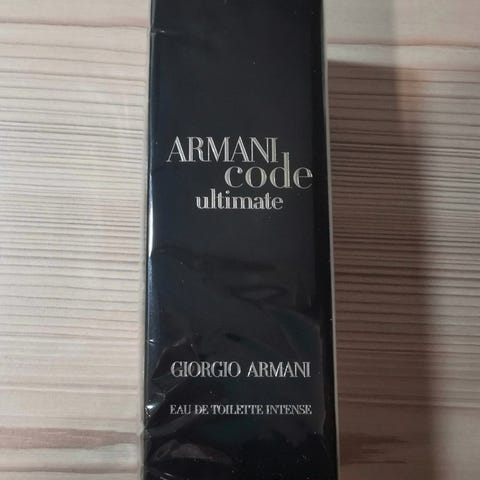 ARMANI
code
ultimate
GIORGIO ARMANI
EAU DE TOILETTE INTENSE